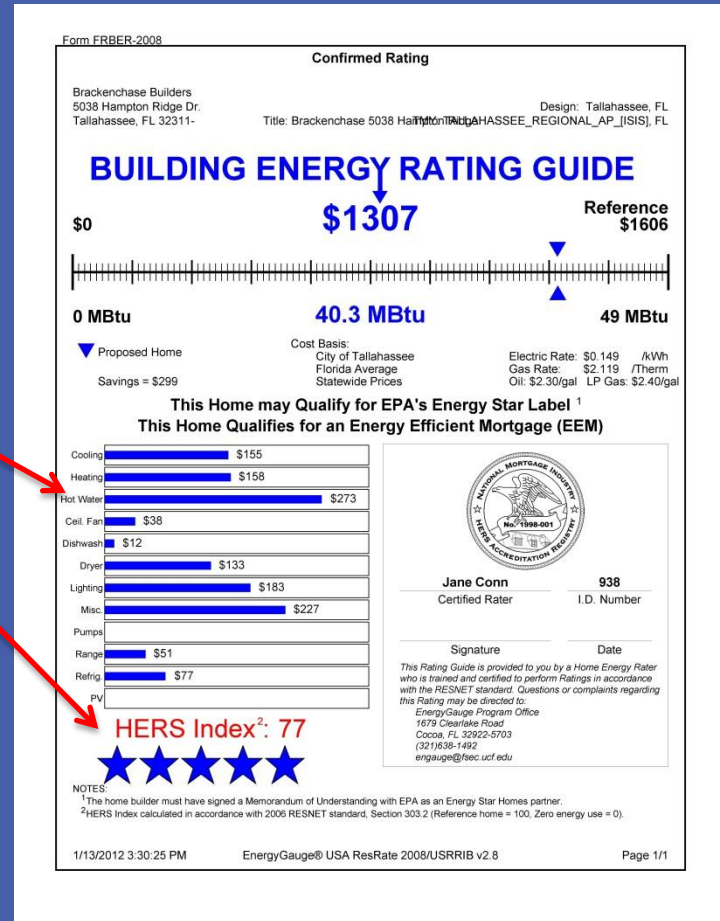 Form FRBER-2008
Confirmed Rating
Brackenchase Builders
5038 Hampton Ridge Dr.
Tallahassee, FL 32311-
Design: Tallahassee, FL
Title: Brackenchase 5038 Hampton Ridge
TALLAHASSEE_REGIONAL_AP_[ISIS], FL
BUILDING ENERGY RATING GUIDE
$0
$1307
Reference
$1606
0 MBtu
40.3 MBtu
49 MBtu
Proposed Home
Savings = $299
Cost Basis:
City of Tallahassee
Florida Average
Statewide Prices
Electric Rate: $0.149 /kWh
Gas Rate: $2.119 /Therm
Oil: $2.30/gal LP Gas: $2.40/gal
This Home may Qualify for EPA's Energy Star Label 1
This Home Qualifies for an Energy Efficient Mortgage (EEM)
Cooling $155
Heating $158
Hot Water $273
Ceil. Fan $38
Dishwash $12
Dryer $133
Lighting $183
Misc. $227
Pumps
Range $51
Refrig. $77
PV
HERS Index2: 77
NATIONAL MORTGAGE INDUSTRY
No. 1998-001
HERS ACCREDITATION REGISTRY
Jane Conn 938
Certified Rater I.D. Number
Signature Date
This Rating Guide is provided to you by a Home Energy Rater
who is trained and certified to perform Ratings in accordance
with the RESNET standard. Questions or complaints regarding
this Rating may be directed to:
EnergyGauge Program Office
1679 Clearlake Road
Cocoa, FL 32922-5703
(321)638-1492
engauge@fsec.ucf.edu
NOTES:
1The home builder must have signed a Memorandum of Understanding with EPA as an Energy Star Homes partner.
2HERS Index calculated in accordance with 2006 RESNET standard, Section 303.2 (Reference home = 100, Zero energy use = 0).
1/13/2012 3:30:25 PM EnergyGauge® USA ResRate 2008/USRRIB v2.8 Page 1/1